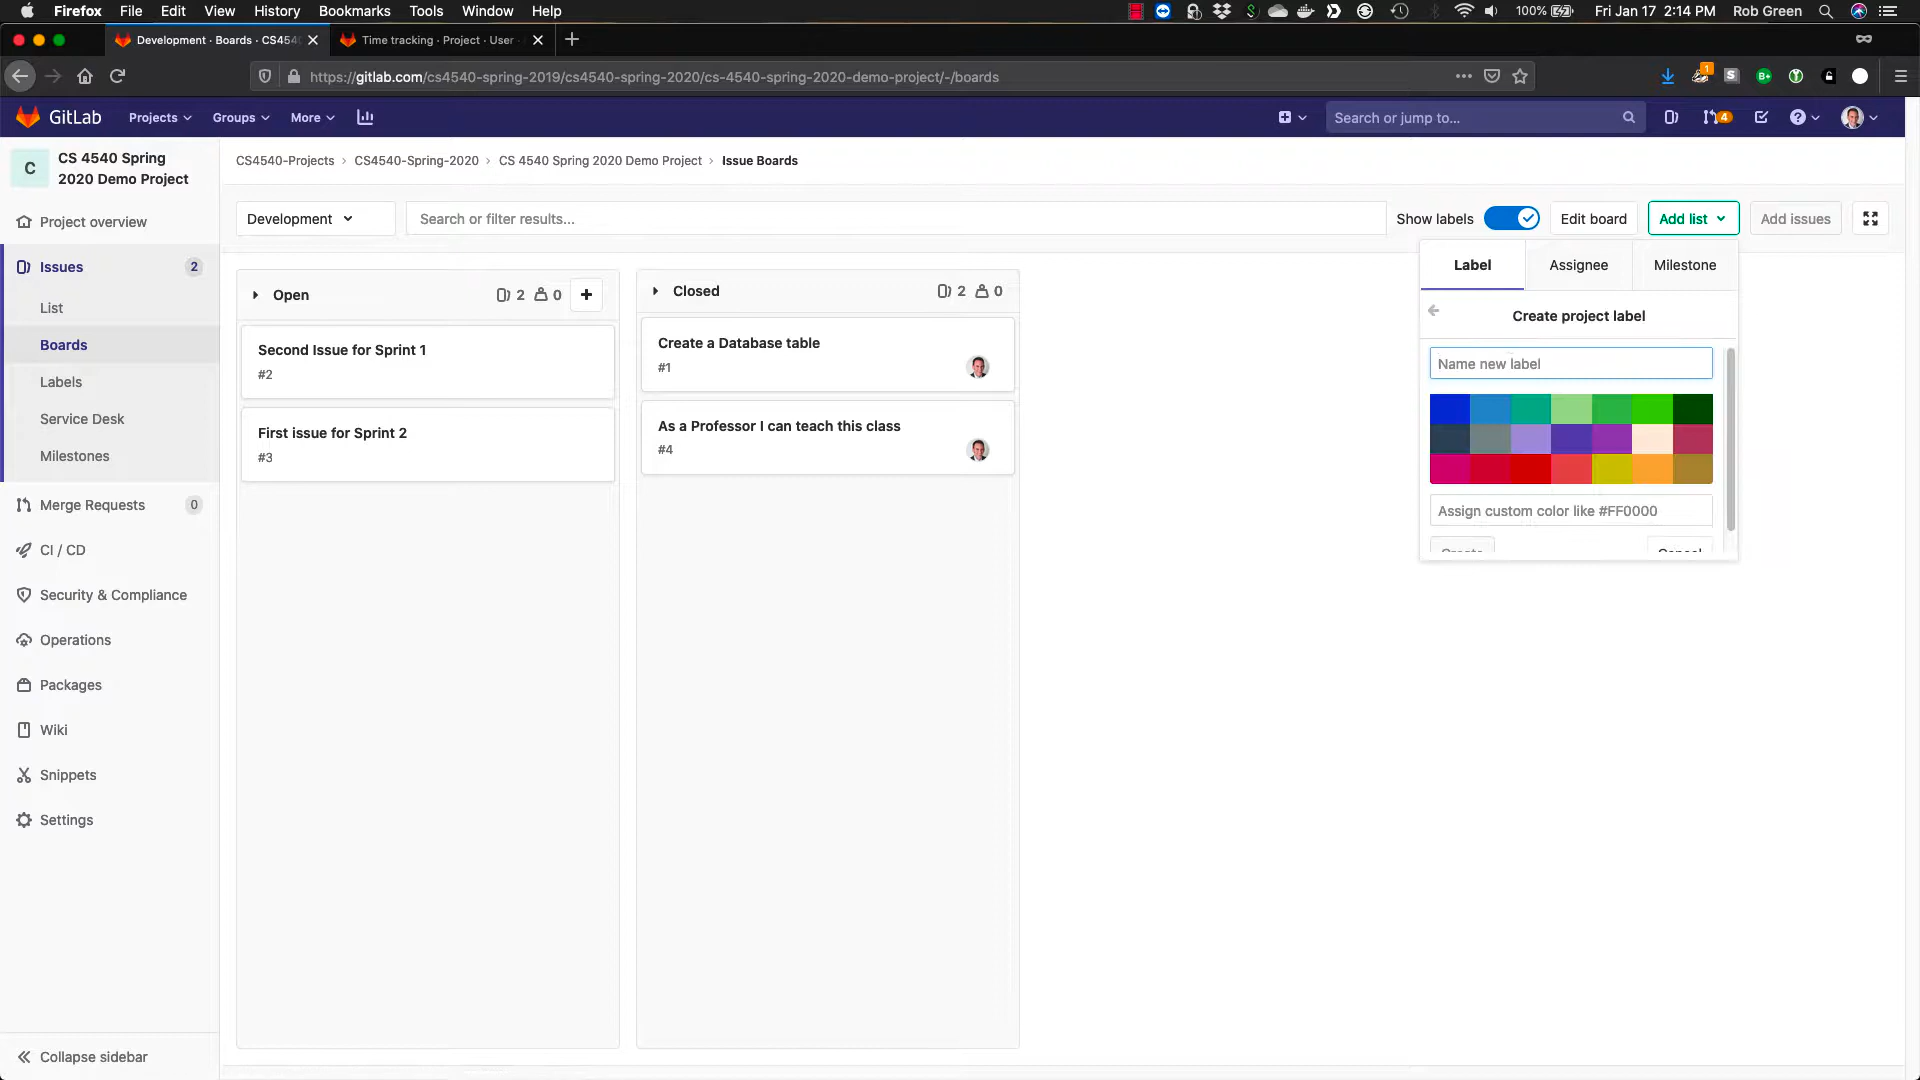 Firefox File Edit View History Bookmarks Tools Window Help 100% Fri Jan 17 2:14 PM Rob Green
Development · Boards · CS454 Time tracking · Project · User
https://gitlab.com/cs4540-spring-2019/cs4540-spring-2020/cs-4540-spring-2020-demo-project/-/boards 1
GitLab Projects Groups More Search or jump to... 4
C CS 4540 Spring 2020 Demo Project
CS4540-Projects › CS4540-Spring-2020 › CS 4540 Spring 2020 Demo Project › Issue Boards
Project overview
Issues 2
List
Boards
Labels
Service Desk
Milestones
Merge Requests 0
CI / CD
Security & Compliance
Operations
Packages
Wiki
Snippets
Settings
Collapse sidebar
Development Search or filter results... Show labels Edit board Add list Add issues
Open 2 0 +
Second Issue for Sprint 1
#2
First issue for Sprint 2
#3
Closed 2 0
Create a Database table
#1
As a Professor I can teach this class
#4
Label Assignee Milestone
Create project label
Name new label
Assign custom color like #FF0000
Create Cancel